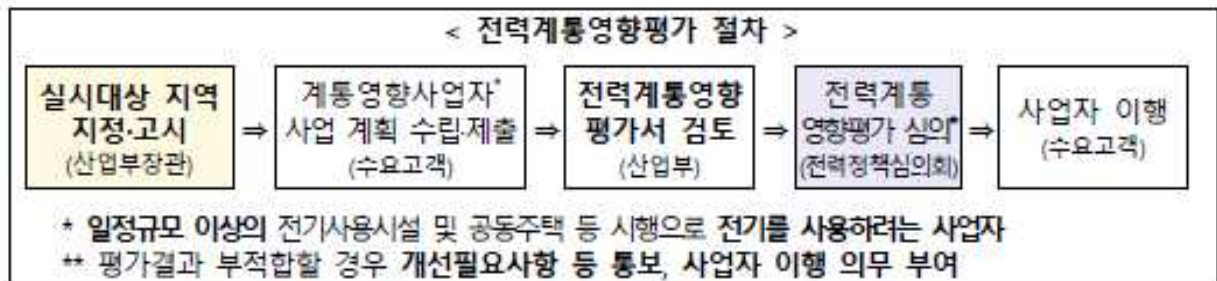 < 전력계통영향평가 절차 >
실시대상 지역
지정·고시
(산업부장관)
⇒
계통영향사업자*
사업 계획 수립·제출
(수요고객)
⇒
전력계통영향
평가서 검토
(산업부)
⇒
전력계통
영향평가 심의*
(전력정책심의회)
⇒
사업자 이행
(수요고객)
* 일정규모 이상의 전기사용시설 및 공동주택 등 시행으로 전기를 사용하려는 사업자
** 평가결과 부적합할 경우 개선필요사항 등 통보, 사업자 이행 의무 부여